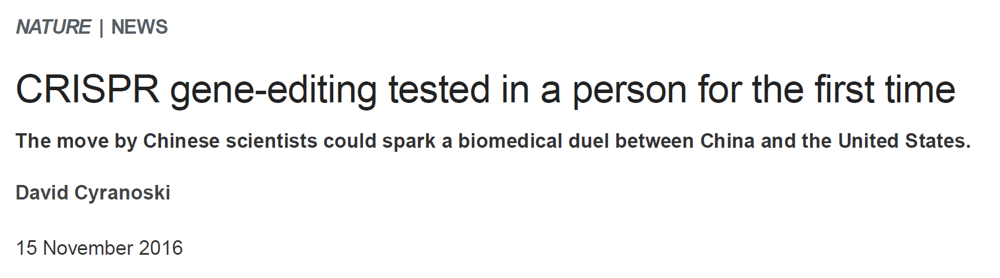 NATURE | NEWS
CRISPR gene-editing tested in a person for the first time
The move by Chinese scientists could spark a biomedical duel between China and the United States.
David Cyranoski
15 November 2016